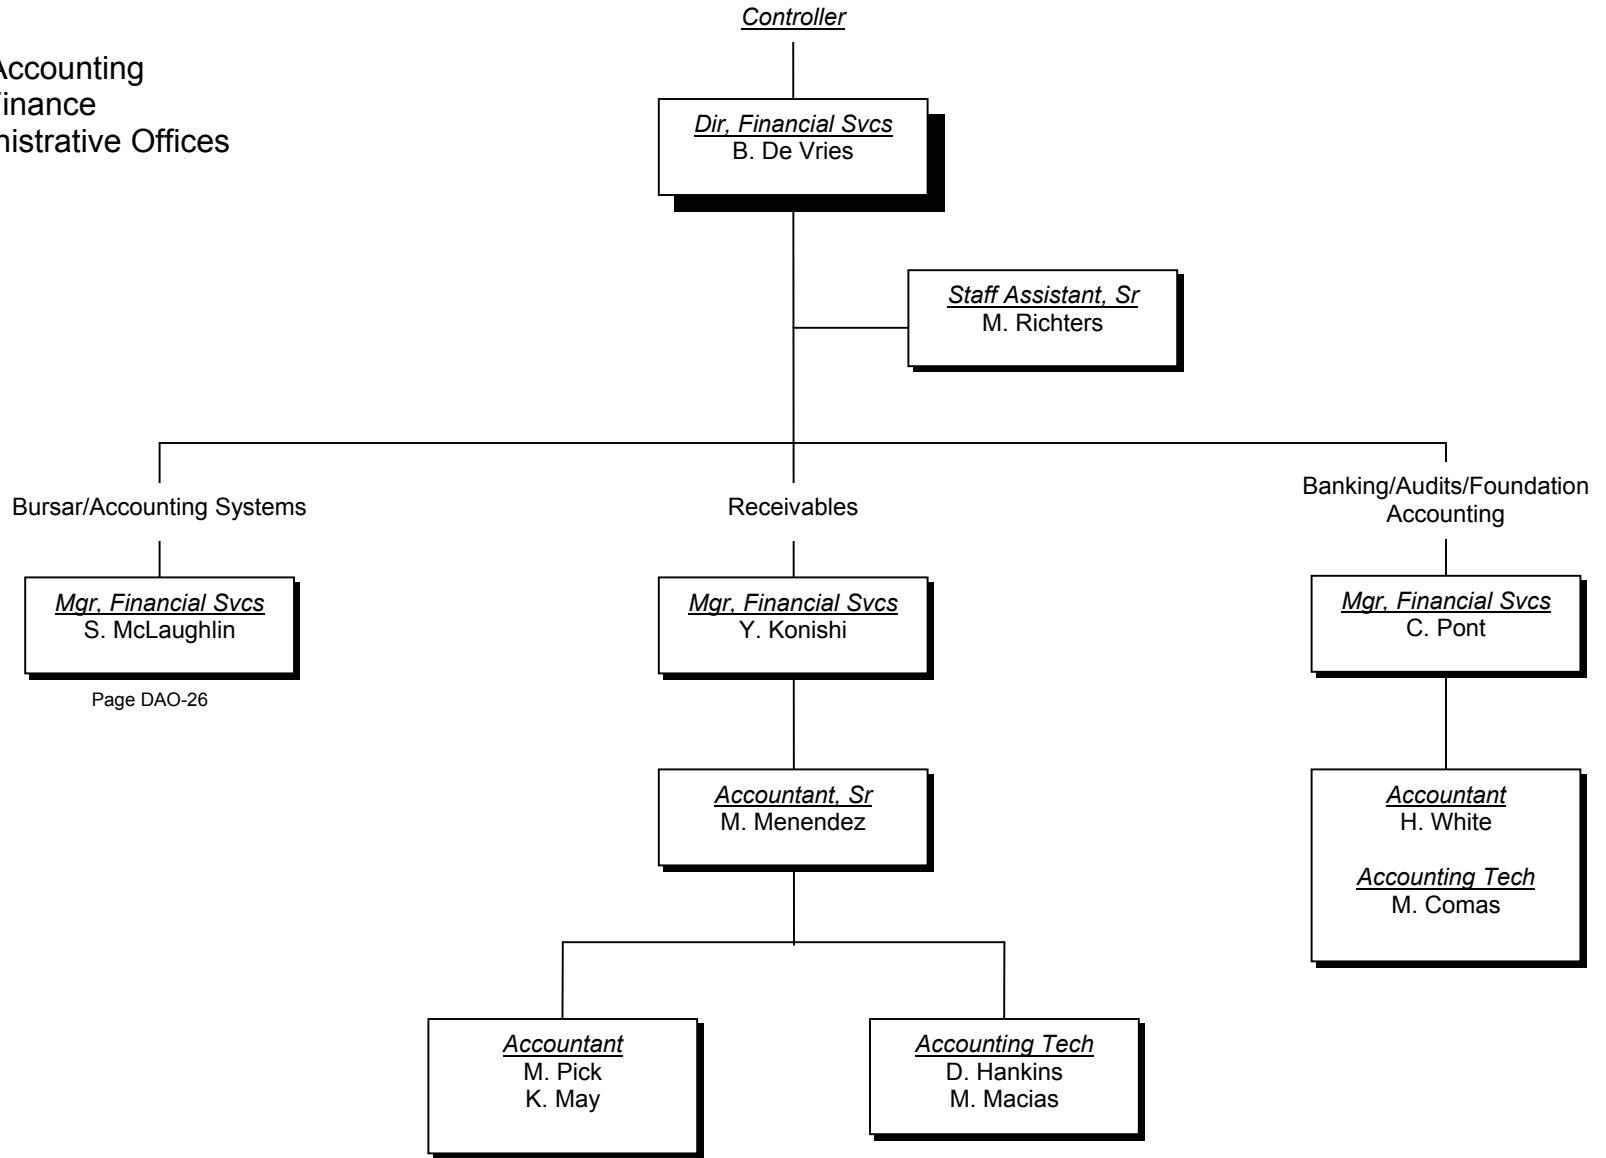 Controller
Accounting
Finance
nistrative Offices
Dir, Financial Svcs
B. De Vries
Staff Assistant, Sr
M. Richters
Bursar/Accounting Systems
Receivables
Banking/Audits/Foundation
Accounting
Mgr, Financial Svcs
S. McLaughlin
Page DAO-26
Mgr, Financial Svcs
Y. Konishi
Mgr, Financial Svcs
C. Pont
Accountant, Sr
M. Menendez
Accountant
H. White
Accounting Tech
M. Comas
Accountant
M. Pick
K. May
Accounting Tech
D. Hankins
M. Macias